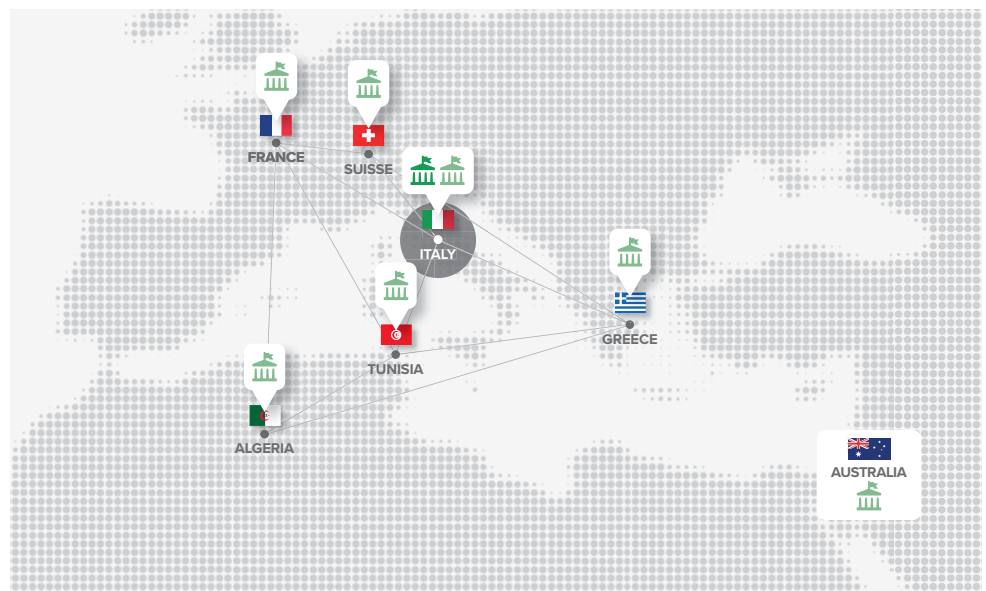 FRANCE
SUISSE
ITALY
GREECE
TUNISIA
ALGERIA
AUSTRALIA